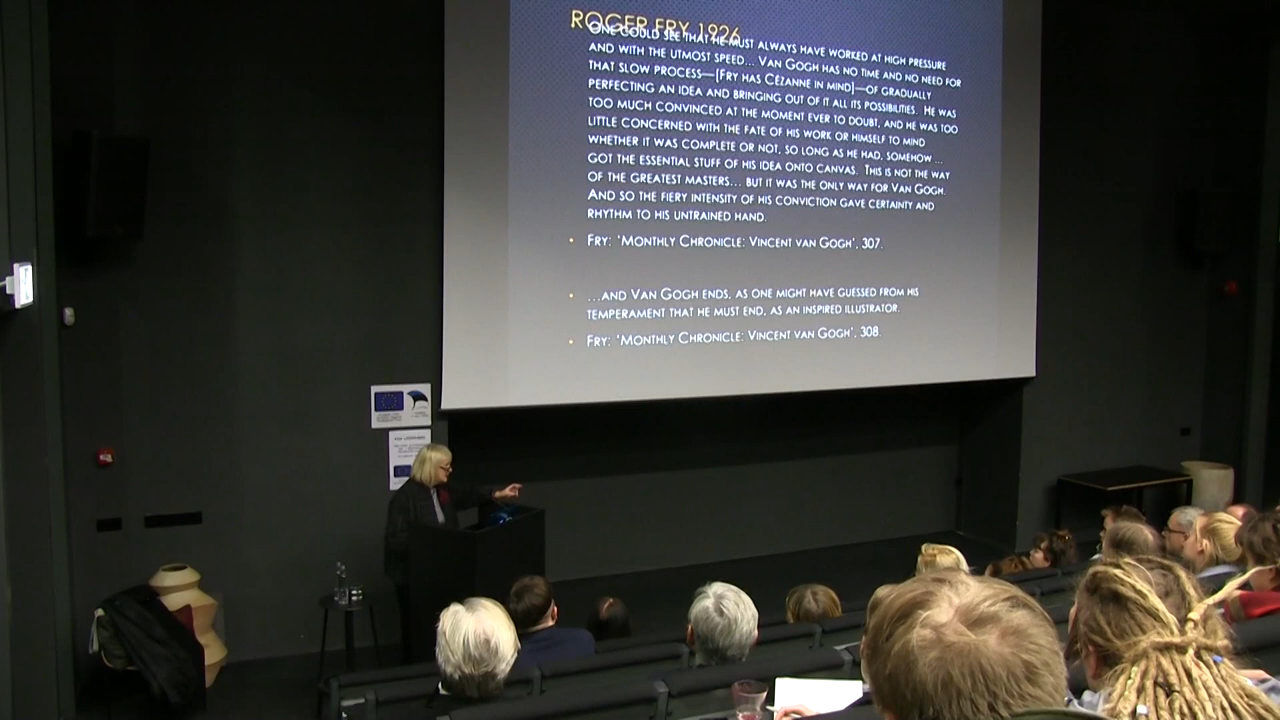 ROGER FRY 1926
• ONE COULD SEE THAT HE MUST ALWAYS HAVE WORKED AT HIGH PRESSURE
AND WITH THE UTMOST SPEED... VAN GOGH HAS NO TIME AND NO NEED FOR
THAT SLOW PROCESS—[FRY HAS CÉZANNE IN MIND]—OF GRADUALLY
PERFECTING AN IDEA AND BRINGING OUT OF IT ALL ITS POSSIBILITIES. HE WAS
TOO MUCH CONVINCED AT THE MOMENT EVER TO DOUBT, AND HE WAS TOO
LITTLE CONCERNED WITH THE FATE OF HIS WORK OR HIMSELF TO MIND
WHETHER IT WAS COMPLETE OR NOT, SO LONG AS HE HAD, SOMEHOW ...
GOT THE ESSENTIAL STUFF OF HIS IDEA ONTO CANVAS. THIS IS NOT THE WAY
OF THE GREATEST MASTERS... BUT IT WAS THE ONLY WAY FOR VAN GOGH.
AND SO THE FIERY INTENSITY OF HIS CONVICTION GAVE CERTAINTY AND
RHYTHM TO HIS UNTRAINED HAND.
• FRY: 'MONTHLY CHRONICLE: VINCENT VAN GOGH', 307.
• ...AND VAN GOGH ENDS, AS ONE MIGHT HAVE GUESSED FROM HIS
TEMPERAMENT THAT HE MUST END, AS AN INSPIRED ILLUSTRATOR.
• FRY: 'MONTHLY CHRONICLE: VINCENT VAN GOGH', 308.